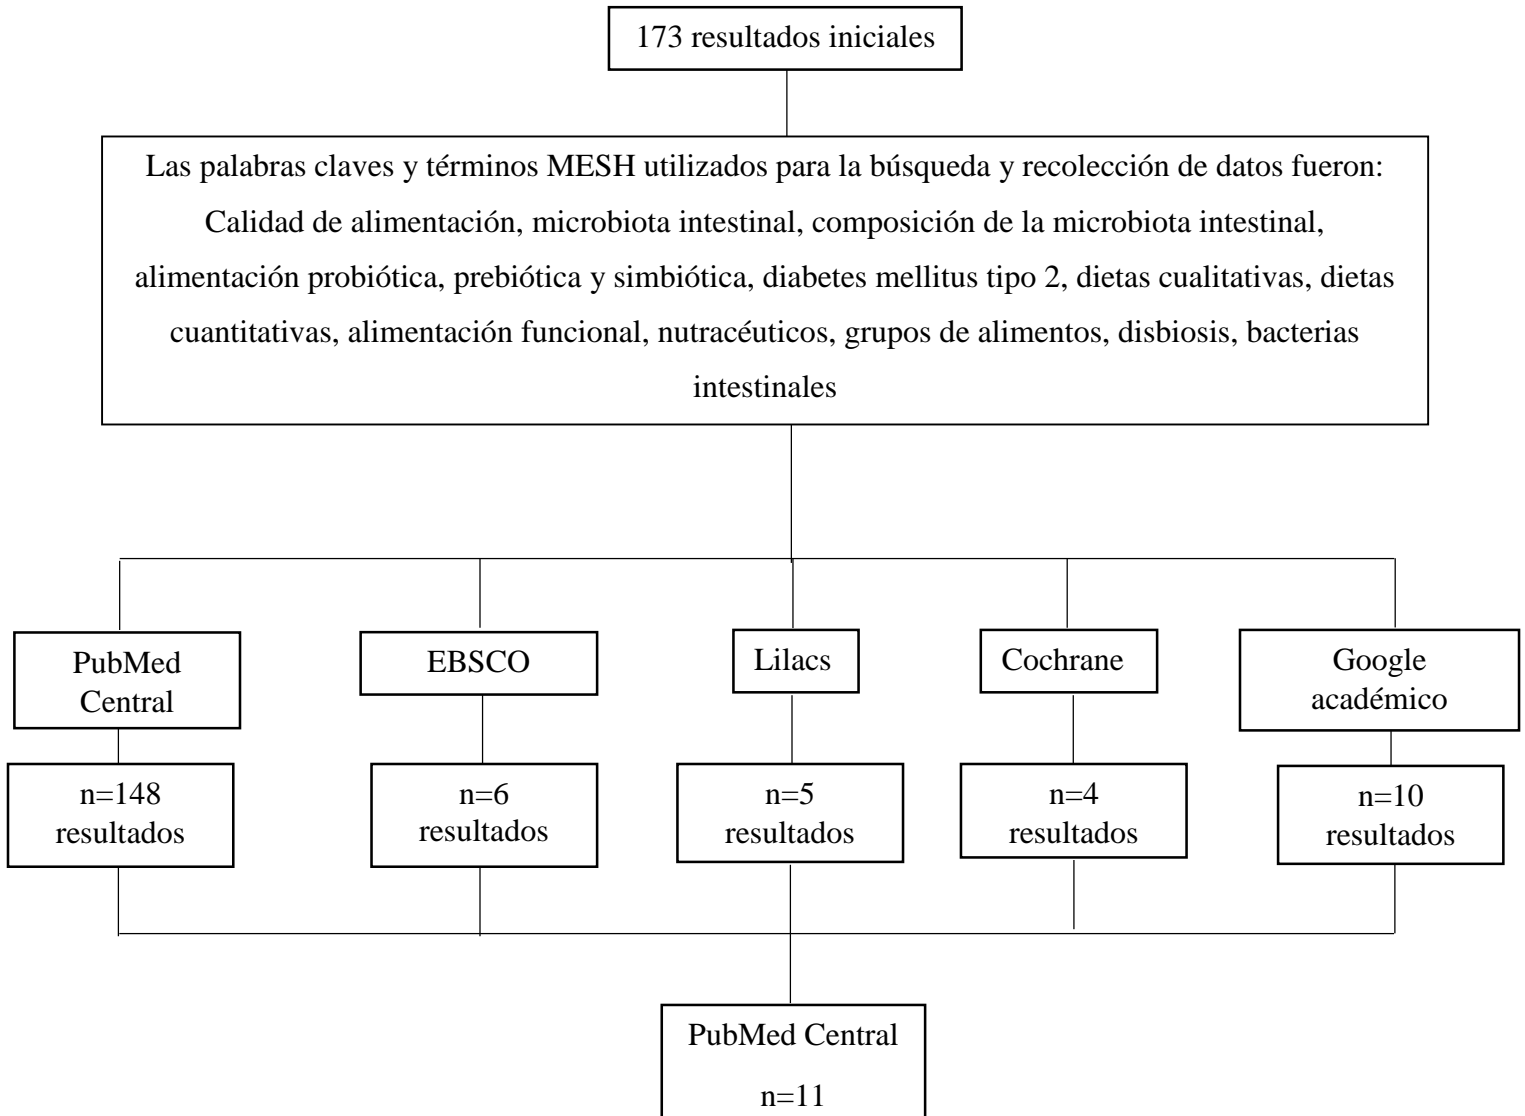 173 resultados iniciales
Las palabras claves y términos MESH utilizados para la búsqueda y recolección de datos fueron:
Calidad de alimentación, microbiota intestinal, composición de la microbiota intestinal,
alimentación probiótica, prebiótica y simbiótica, diabetes mellitus tipo 2, dietas cualitativas, dietas
cuantitativas, alimentación funcional, nutracéuticos, grupos de alimentos, disbiosis, bacterias
intestinales
PubMed
Central
EBSCO
Lilacs
Cochrane
Google
académico
n=148
resultados
n=6
resultados
n=5
resultados
n=4
resultados
n=10
resultados
PubMed Central
n=11